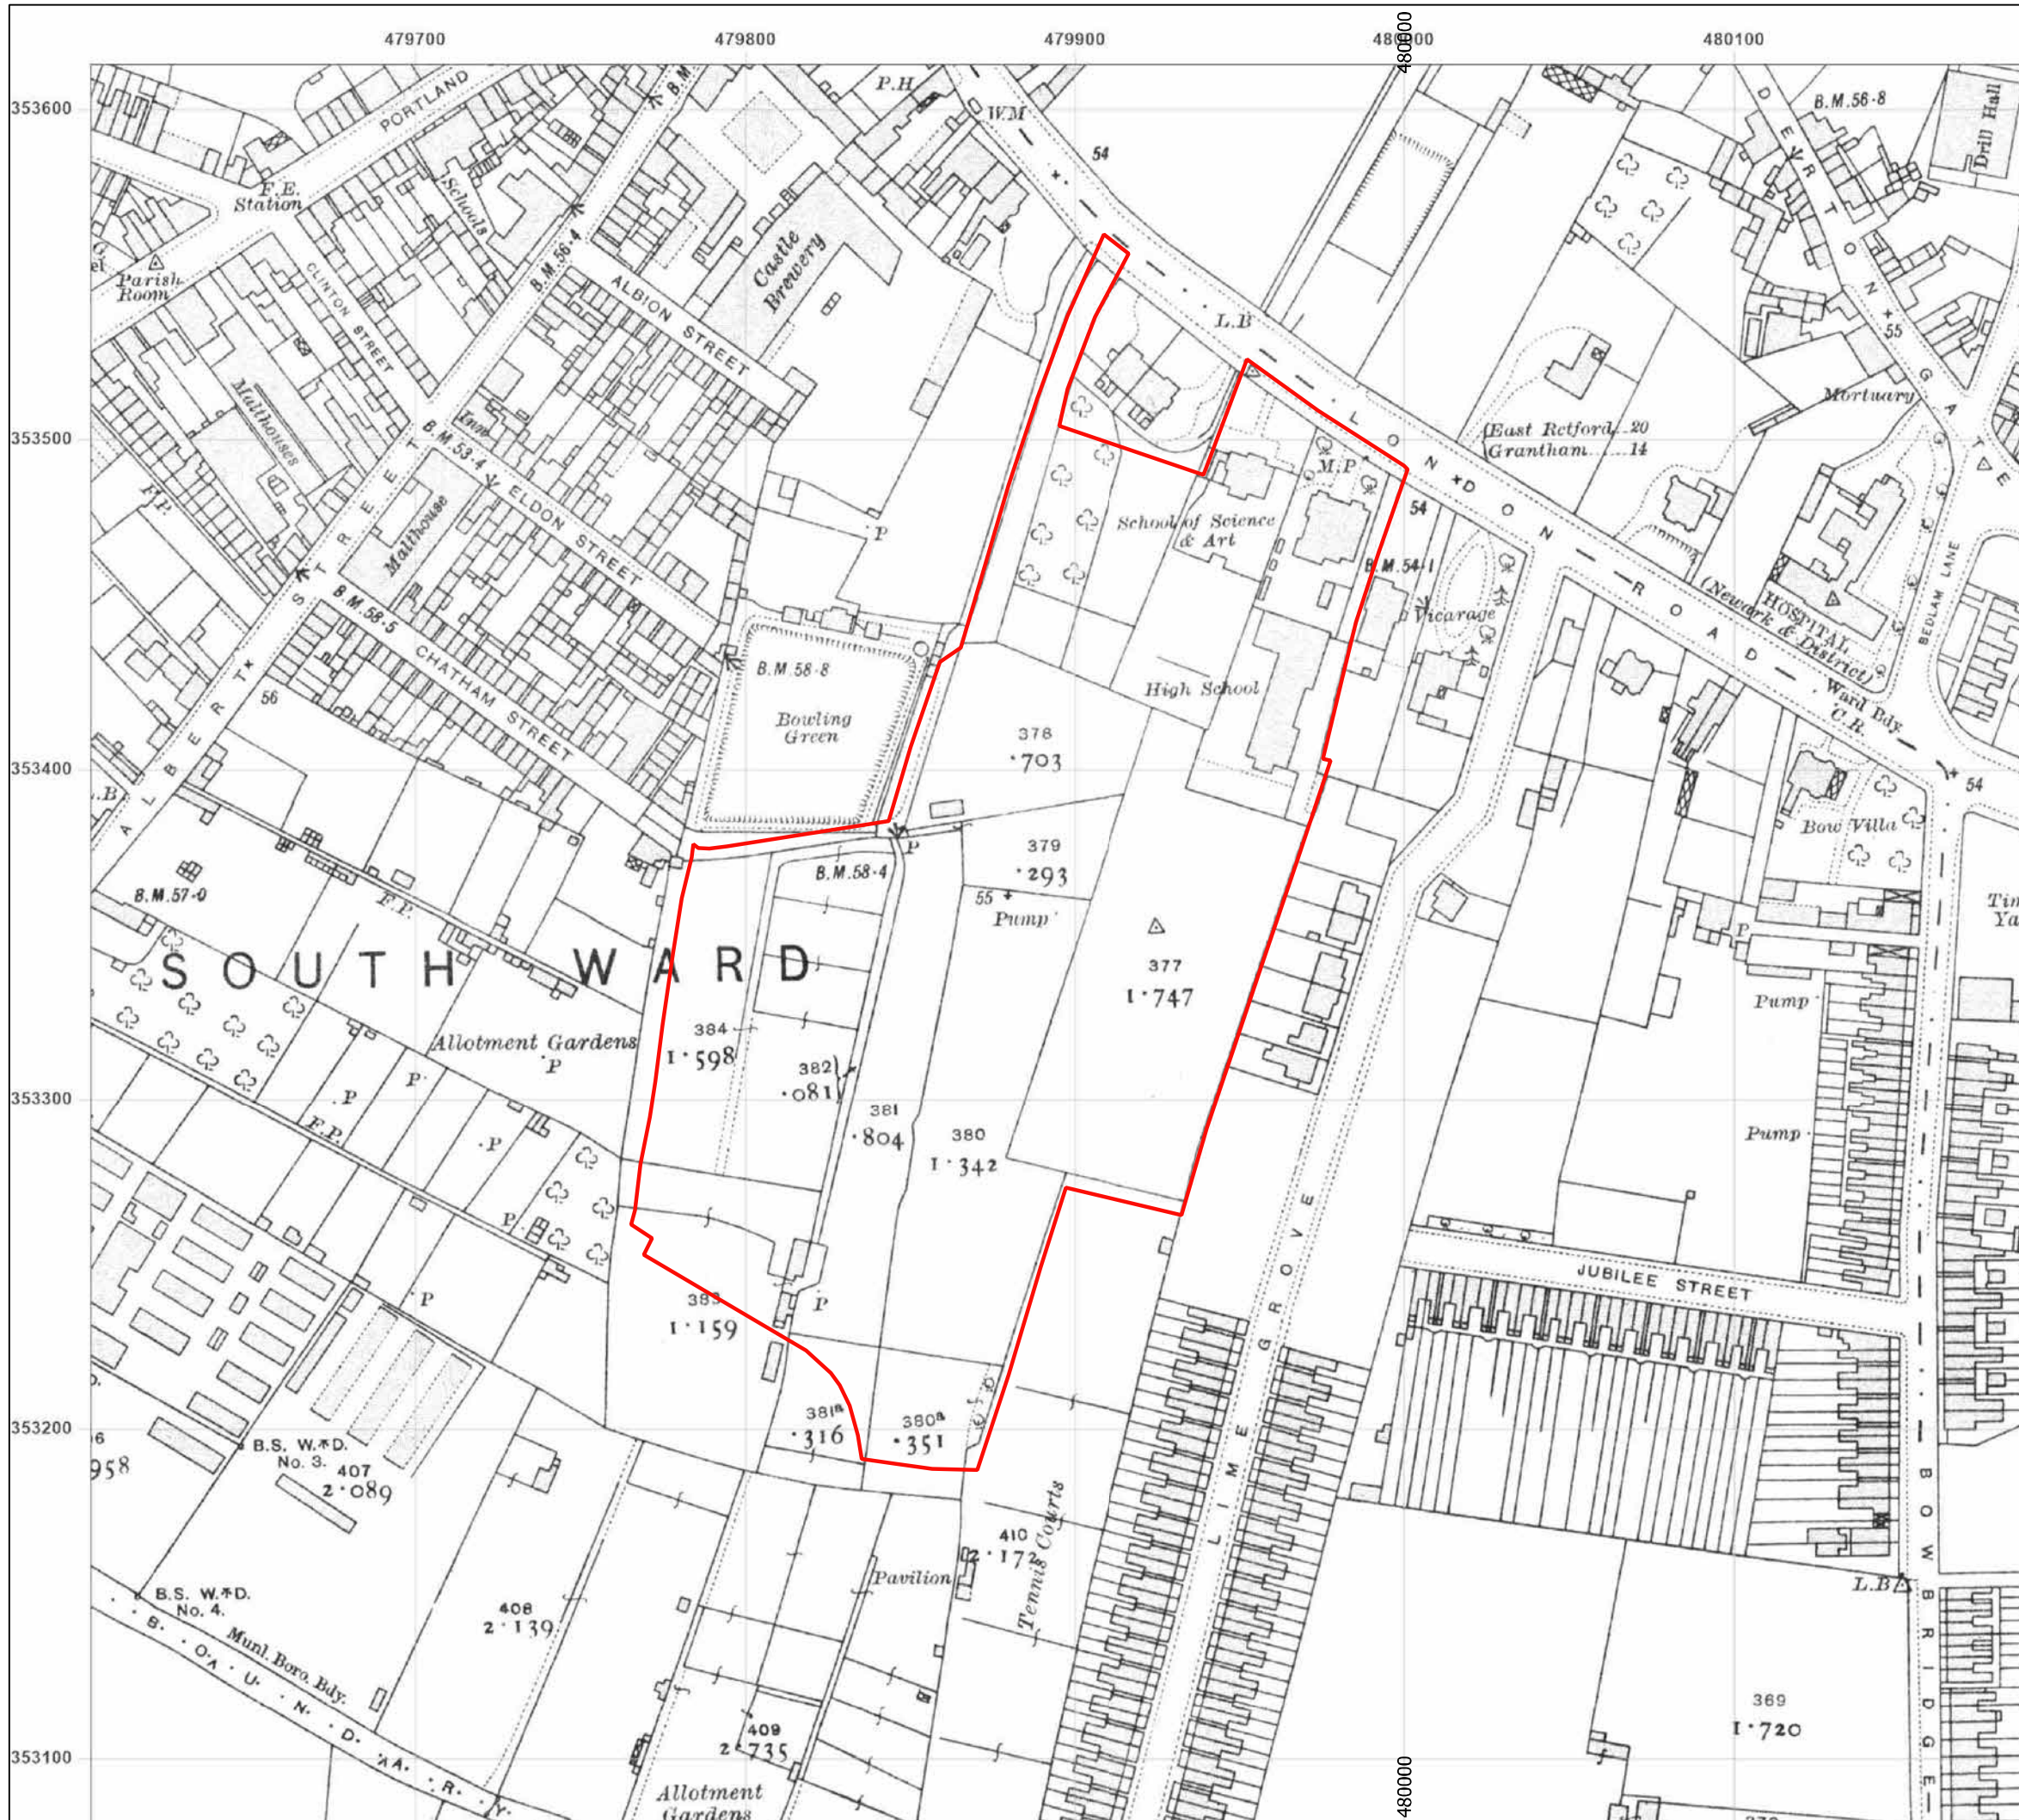 479700
479800
479900
480000
480100
353600
353500
353400
353300
353200
353100
480000
PORTLAND
B.M.
P.H
W.M
54
B.M.56·8
Drill Hall
DERTONGATE
F.E.
Station
Schools
Parish
Room
CLINTON STREET
B.M.56·4
ALBION STREET
Castle
Brewery
L.B
55
Mortuary
Malthouses
Inn
B.M.53·4
Malthouse
ELDON STREET
F.P.
P
East Retford...20
Grantham....14
M.P
School of Science
& Art
LONDON ROAD
54
B.M.54·1
Vicarage
HOSPITAL
(Newark & District)
BEDLAM LANE
ALBERT STREET
B.M.58·5
CHATHAM STREET
56
B.M.58·8
Bowling
Green
High School
Ward Bdy
C.R.
378
·703
54
Bow Villa
.B
B.M.57·0
F.P.
B.M.58·4
P
379
·293
55
Pump
Tim
Ya
P
SOUTH WARD
377
1·747
Pump
384
1·598
Allotment Gardens
P
382
·081
P
P
F.P.
P
381
·804
380
1·342
Pump
P
LIME GROVE
JUBILEE STREET
P
P
383
1·159
381a
·316
380a
·351
B.S. W.D.
No. 3.
407
2·089
6
958
Tennis Courts
410
2·172
Pavilion
BOWBRIDGE
L.B
B.S. W.D.
No. 4.
Munl. Boro. Bdy.
BOUNDARY
408
2·139
409
2·735
369
1·720
Allotment
Gardens
480000